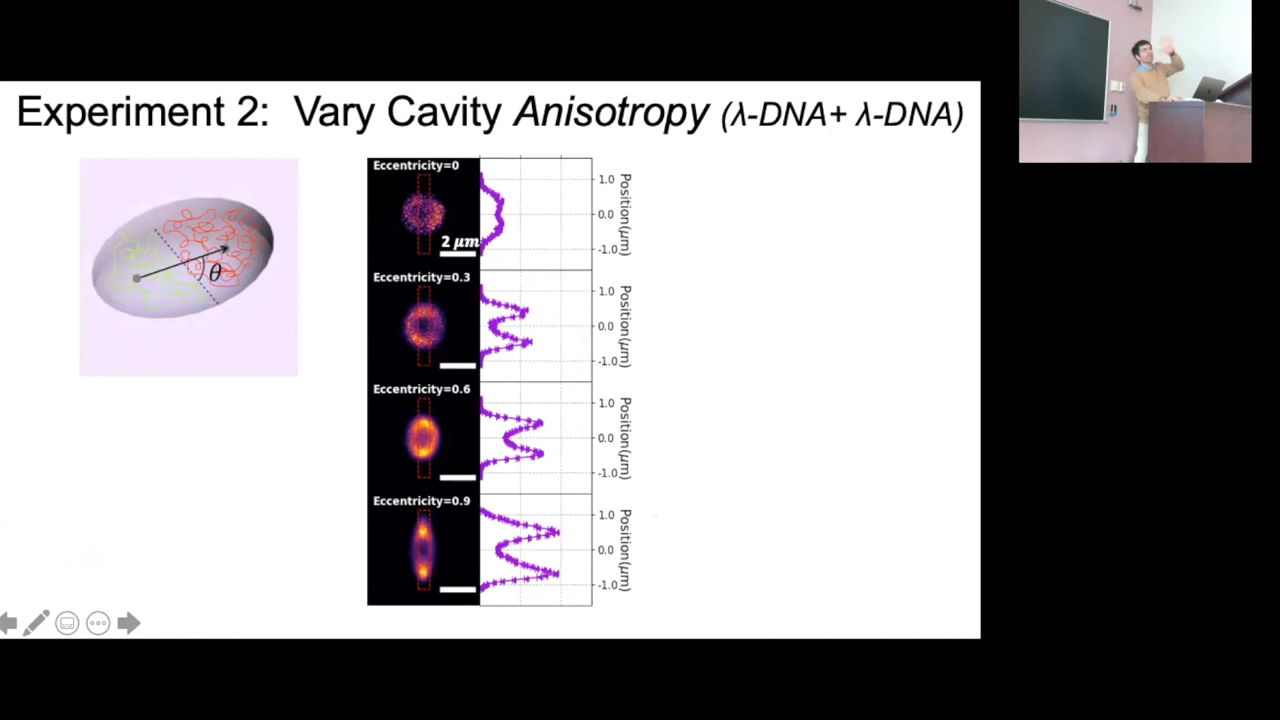 Experiment 2: Vary Cavity Anisotropy (λ-DNA+ λ-DNA)
θ
Eccentricity=0
2 μm
1.0
0.0
-1.0
Position(μm)
Eccentricity=0.3
1.0
0.0
-1.0
Position(μm)
Eccentricity=0.6
1.0
0.0
-1.0
Position(μm)
Eccentricity=0.9
1.0
0.0
-1.0
Position(μm)